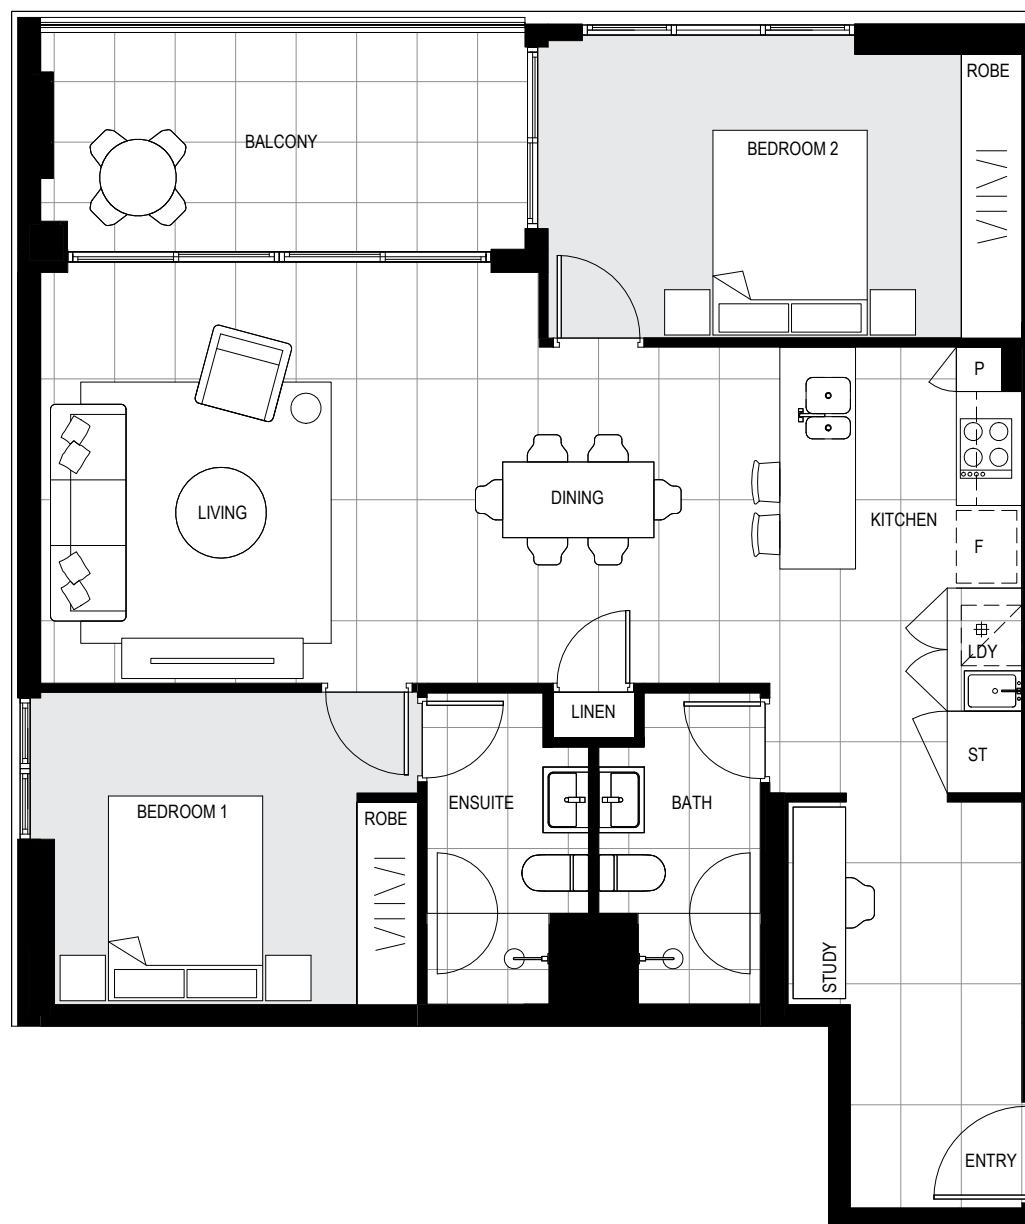 ROBE
BALCONY
BEDROOM 2
P
LIVING
DINING
KITCHEN
F
LDY
LINEN
ST
BEDROOM 1
ROBE
ENSUITE
BATH
STUDY
ENTRY